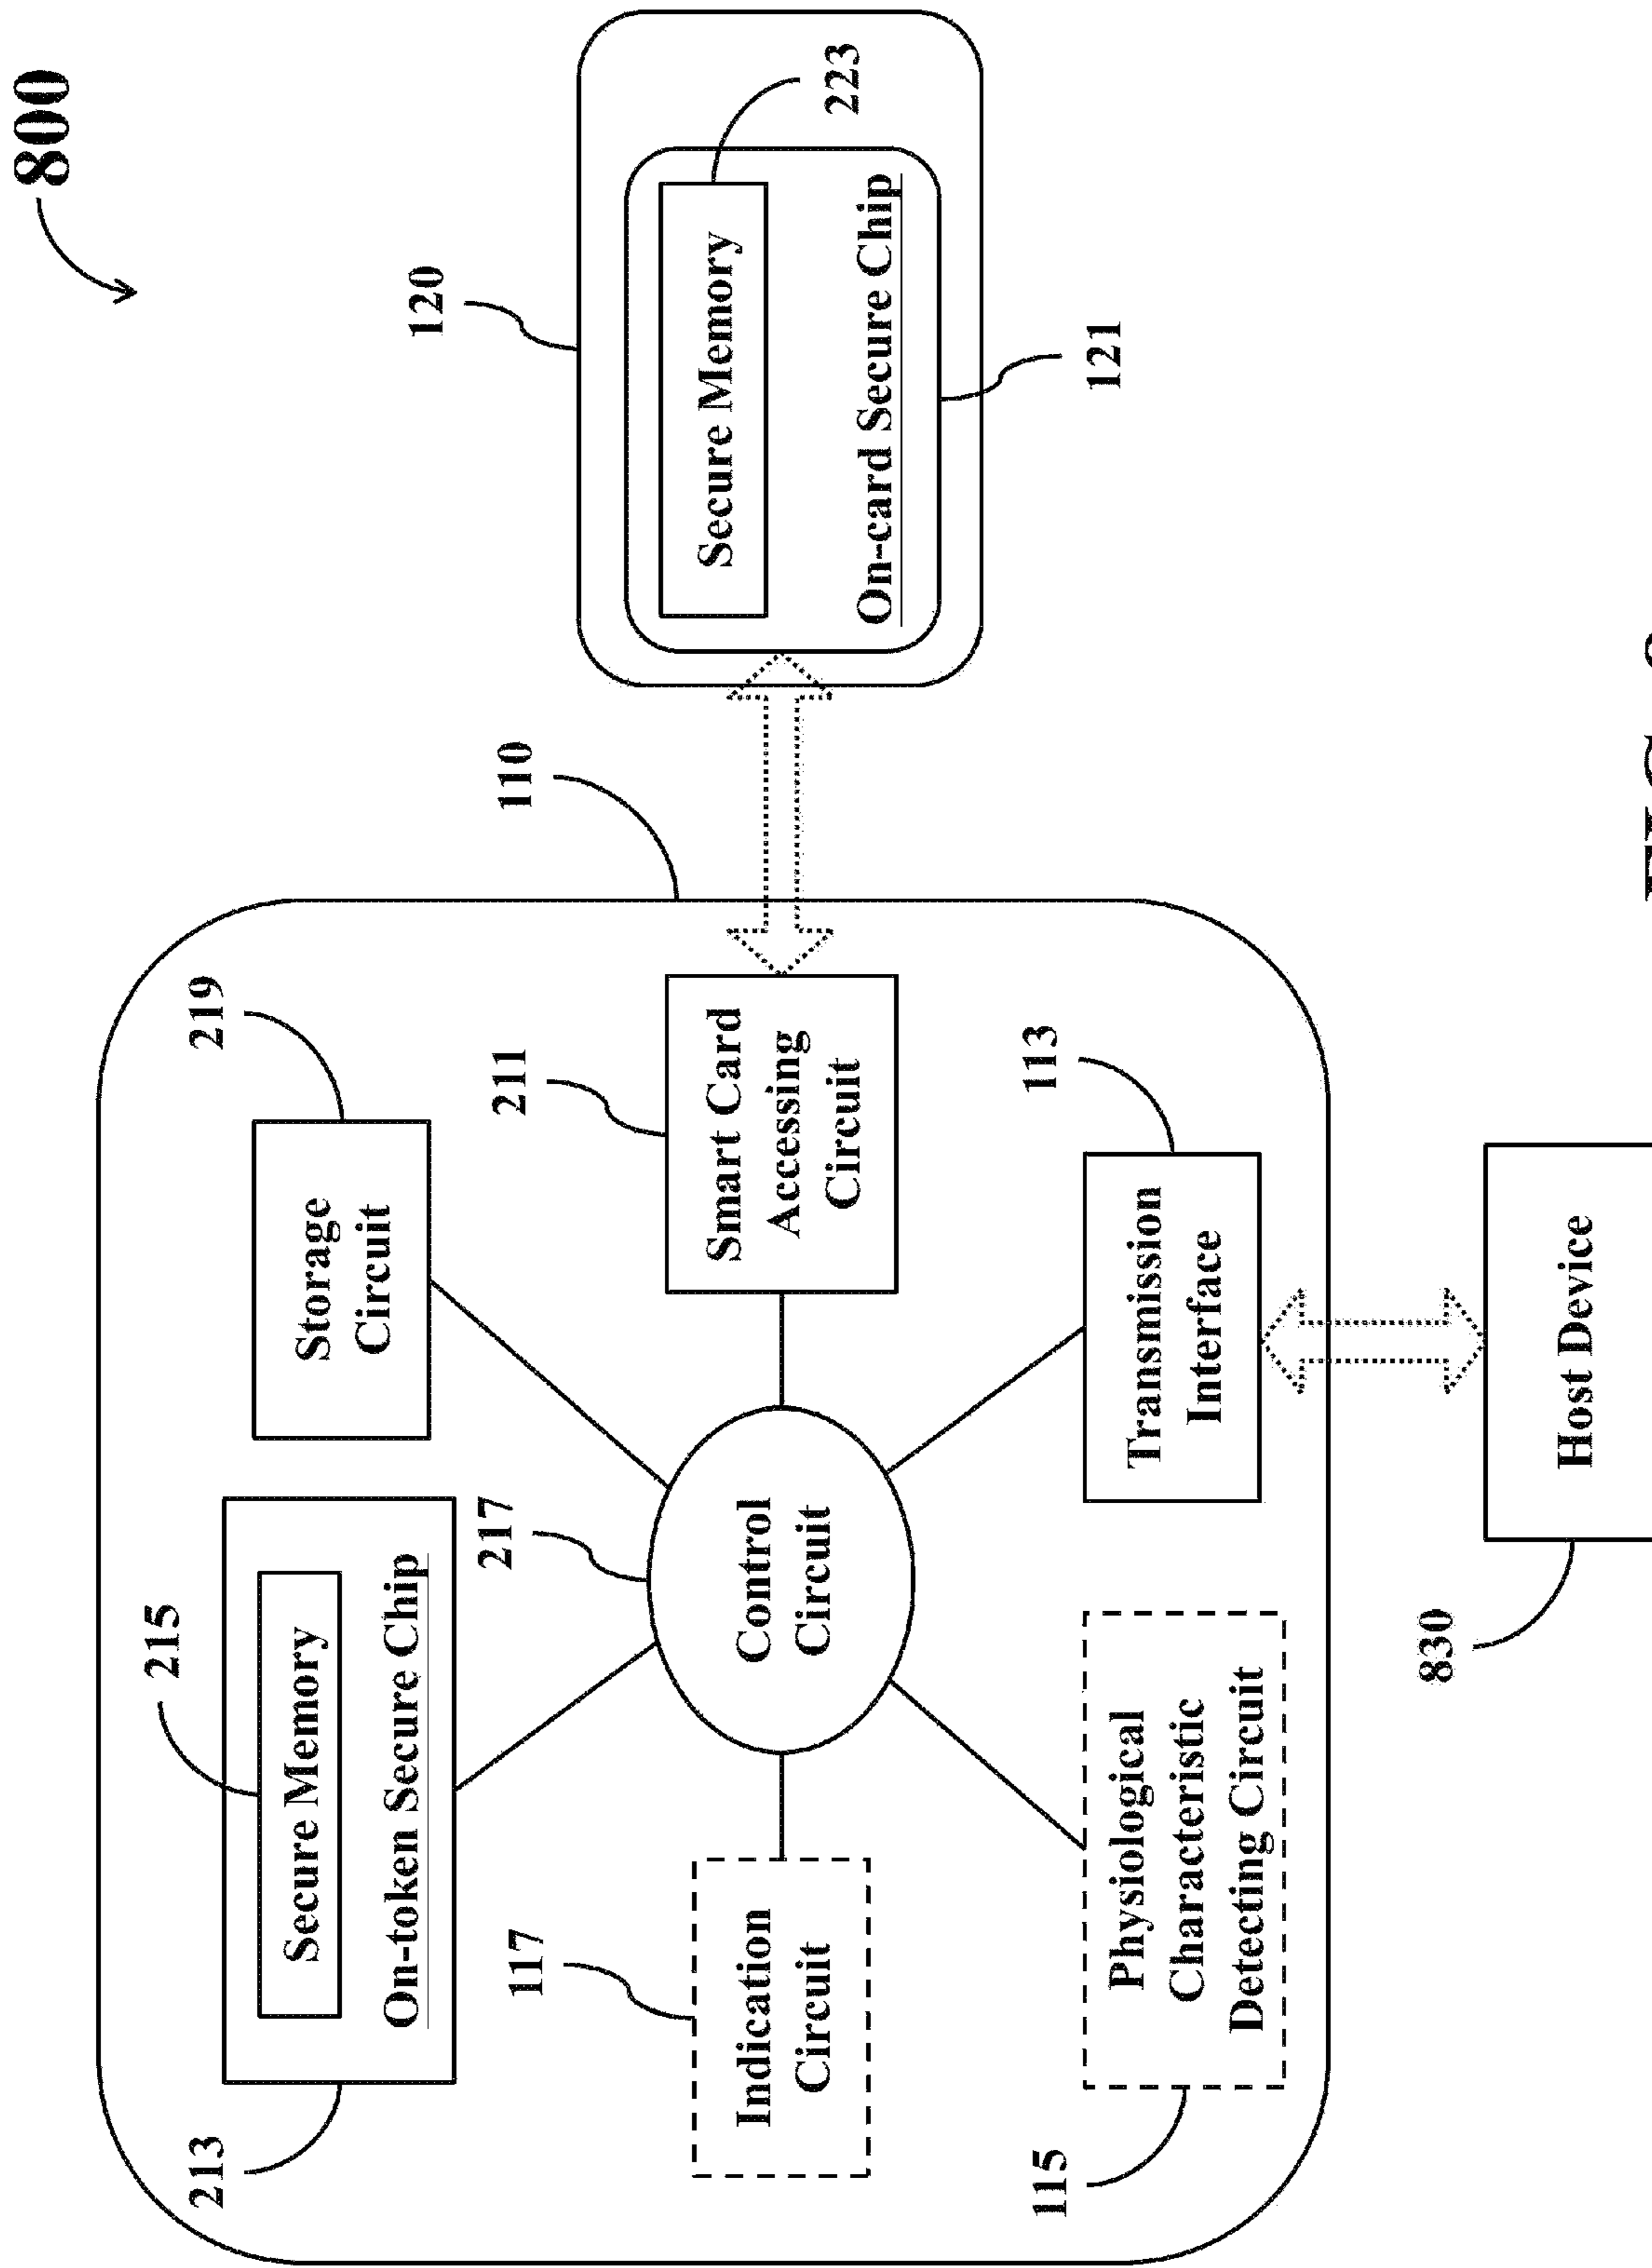 800
120
Secure Memory
223
On-card Secure Chip
121
110
219
Storage
Circuit
215
Secure Memory
On-token Secure Chip
213
211
Smart Card
Accessing
Circuit
217
Control
Circuit
117
Indication
Circuit
113
Transmission
Interface
Physiological
Characteristic
Detecting Circuit
115
Host Device
830